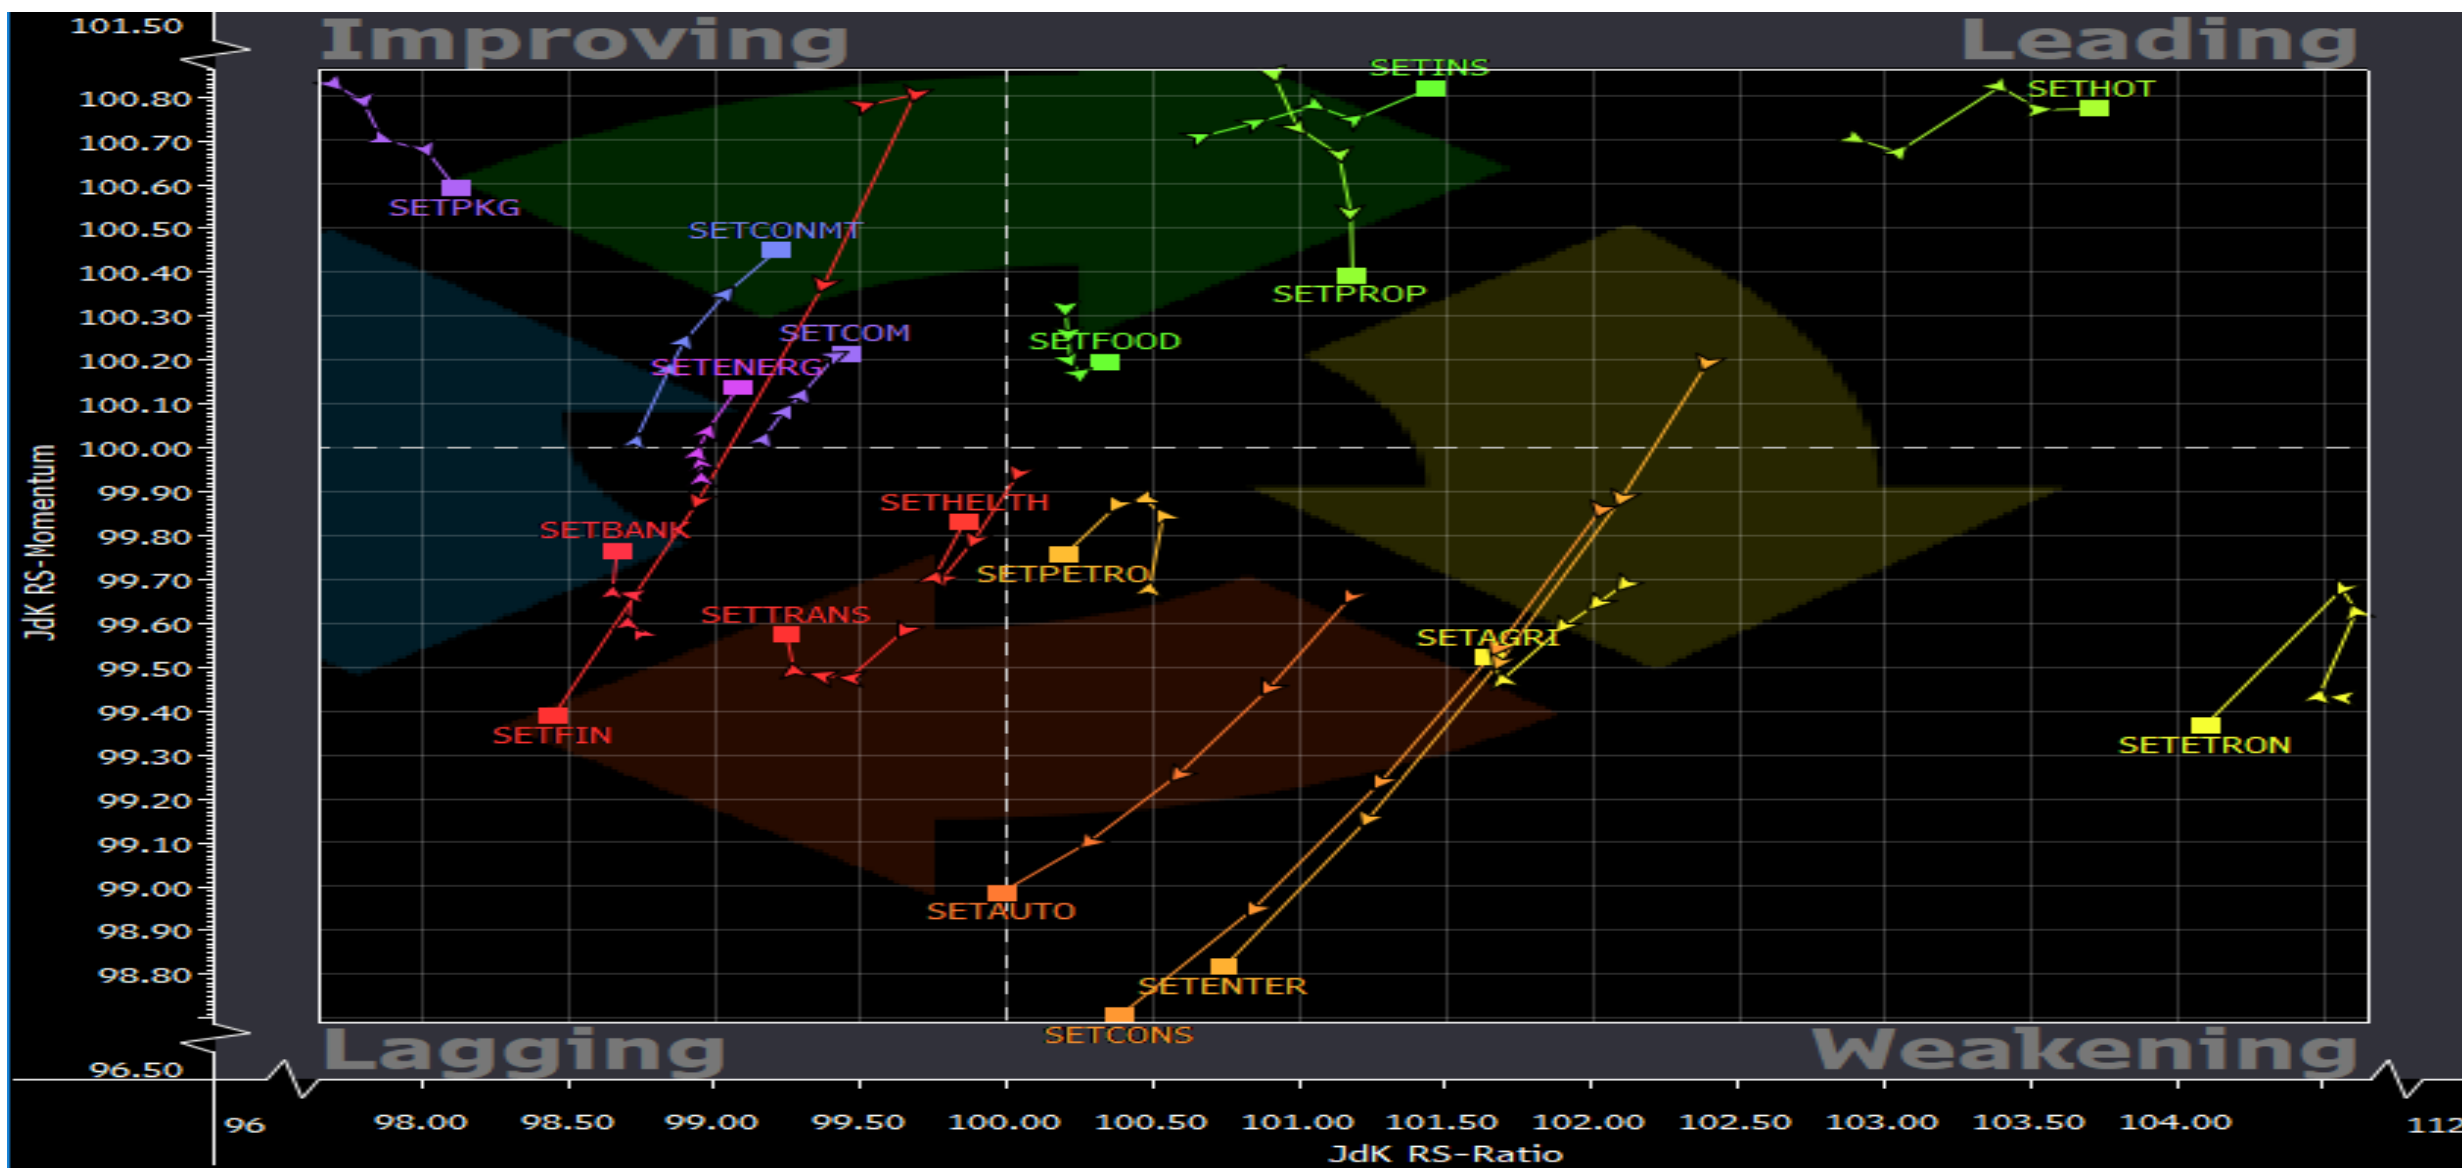 101.50
Improving
Leading
SETINS
100.80
SETHOT
100.70
100.60
SETPKG
100.50
SETCONMT
100.40
SETPROP
100.30
SETCOM
SETFOOD
100.20
SETENERG
100.10
100.00
99.90
SETHELTH
SETBANK
99.80
SETPETRO
99.70
SETTRANS
99.60
SETAGRI
99.50
99.40
SETFIN
SETETRON
99.30
99.20
99.10
99.00
SETAUTO
98.90
98.80
SETENTER
SETCONS
JdK RS-Momentum
Lagging
Weakening
96.50
96 98.00 98.50 99.00 99.50 100.00 100.50 101.00 101.50 102.00 102.50 103.00 103.50 104.00 112
JdK RS-Ratio